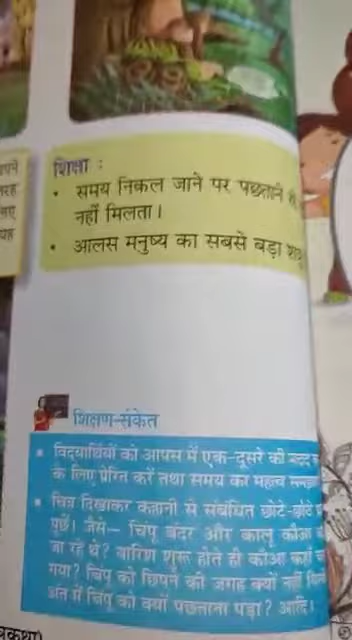 शिक्षा :
• समय निकल जाने पर पछताने से
नहीं मिलता।
• आलस मनुष्य का सबसे बड़ा
शिक्षण-संकेत
• विद्यार्थियों को आपस में एक-दूसरे की मदद
के लिए प्रेरित करें तथा समय का महत्व
• चित्र दिखाकर कहानी से संबंधित छोटे-छोटे
पूछें। जैसे— चिंपू बंदर और कालू कौआ
जा रहे थे? बारिश शुरू होते ही कौआ कहाँ
गया? चिंपू को छिपने की जगह क्यों नहीं
अंत में चिंपू को क्यों पछताना पड़ा? आदि।